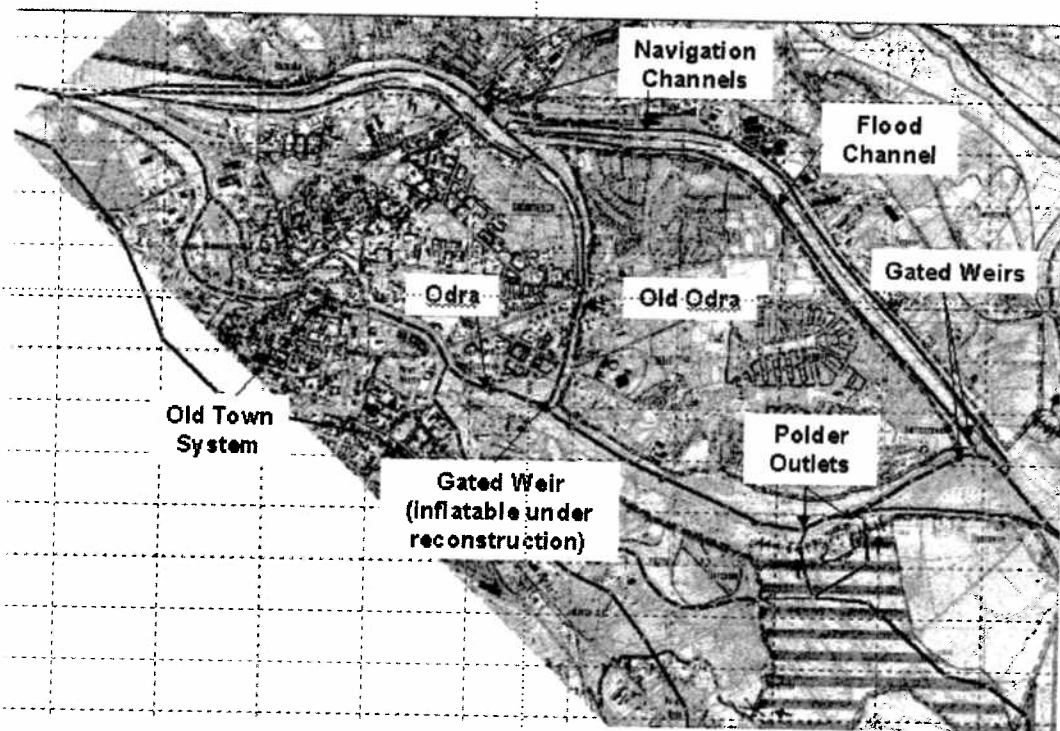 Navigation
Channels
Flood
Channel
Gated Weirs
Odra
Old Odra
Old Town
System
Polder
Outlets
Gated Weir
(inflatable under
reconstruction)